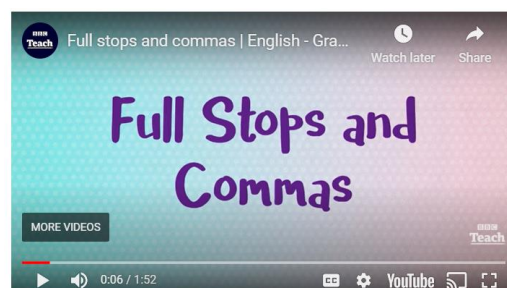 BBC
Teach
Full stops and commas | English - Gra...
Watch later
Share
Full Stops and
Commas
MORE VIDEOS
BBC
Teach
0:06 / 1:52
CC
YouTube